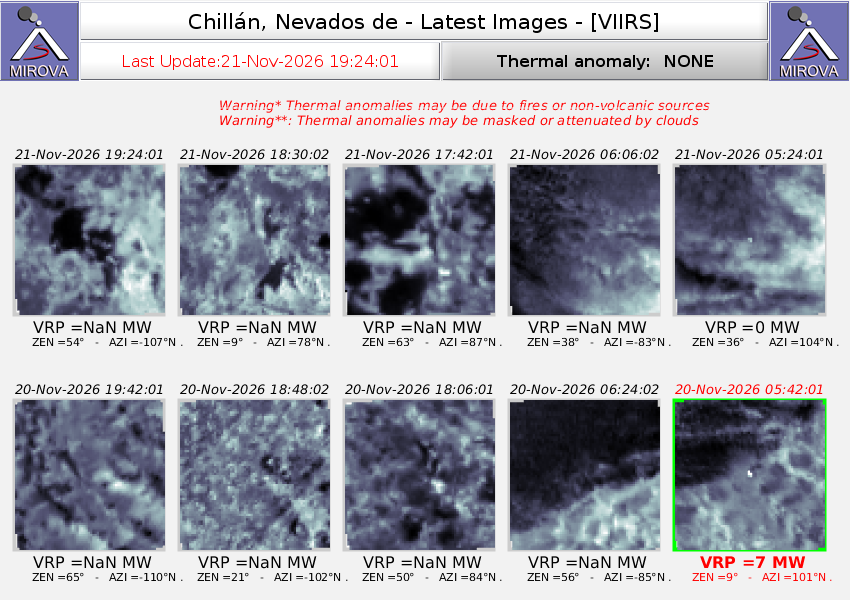 Chillán, Nevados de - Latest Images - [VIIRS]
MIROVA
Last Update:21-Nov-2026 19:24:01
Thermal anomaly: NONE
MIROVA
Warning* Thermal anomalies may be due to fires or non-volcanic sources
Warning**: Thermal anomalies may be masked or attenuated by clouds
21-Nov-2026 19:24:01
21-Nov-2026 18:30:02
21-Nov-2026 17:42:01
21-Nov-2026 06:06:02
21-Nov-2026 05:24:01
VRP =NaN MW
VRP =NaN MW
VRP =NaN MW
VRP =NaN MW
VRP =0 MW
ZEN =54° - AZI =-107°N .
ZEN =9° - AZI =78°N .
ZEN =63° - AZI =87°N .
ZEN =38° - AZI =-83°N .
ZEN =36° - AZI =104°N .
20-Nov-2026 19:42:01
20-Nov-2026 18:48:02
20-Nov-2026 18:06:01
20-Nov-2026 06:24:02
20-Nov-2026 05:42:01
VRP =NaN MW
VRP =NaN MW
VRP =NaN MW
VRP =NaN MW
VRP =7 MW
ZEN =65° - AZI =-110°N .
ZEN =21° - AZI =-102°N .
ZEN =50° - AZI =84°N .
ZEN =56° - AZI =-85°N .
ZEN =9° - AZI =101°N .